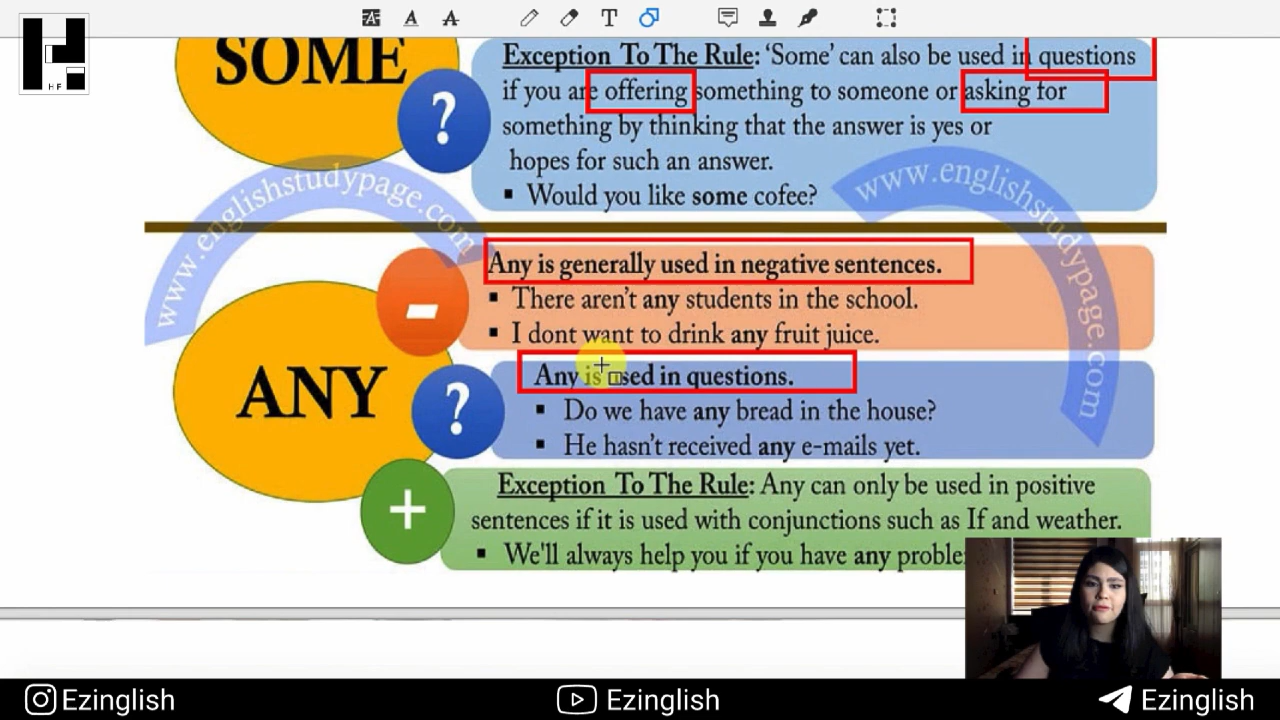 HF
SOME
Exception To The Rule: ‘Some’ can also be used in questions
if you are offering something to someone or asking for
something by thinking that the answer is yes or
hopes for such an answer.
▪ Would you like some cofee?
?
www.englishstudypage.com
www.englishstudypage.com
Any is generally used in negative sentences.
▪ There aren't any students in the school.
▪ I dont want to drink any fruit juice.
-
ANY
Any is used in questions.
▪ Do we have any bread in the house?
▪ He hasn't received any e-mails yet.
?
Exception To The Rule: Any can only be used in positive
sentences if it is used with conjunctions such as If and weather.
▪ We'll always help you if you have any
+
Ezinglish
Ezinglish
Ezinglish